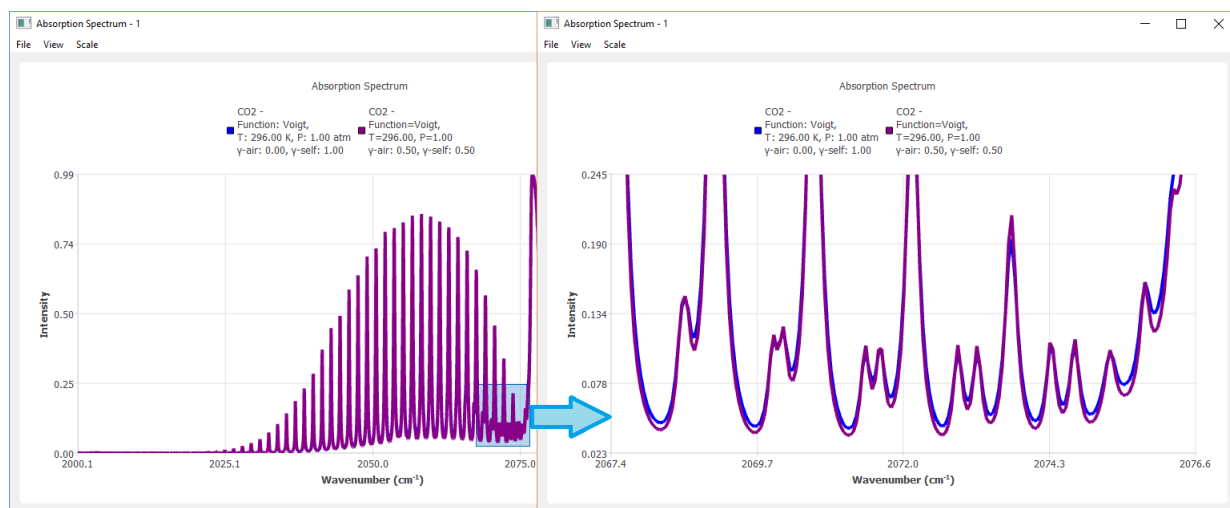 Absorption Spectrum - 1
File View Scale
Absorption Spectrum
CO2 -
Function: Voigt,
T: 296.00 K, P: 1.00 atm
γ-air: 0.00, γ-self: 1.00
CO2 -
Function=Voigt,
T=296.00, P=1.00
γ-air: 0.50, γ-self: 0.50
Intensity
0.99
0.74
0.50
0.25
0.00
2000.1 2025.1 2050.0 2075.0
Wavenumber (cm⁻¹)
Absorption Spectrum - 1
File View Scale
Absorption Spectrum
CO2 -
Function: Voigt,
T: 296.00 K, P: 1.00 atm
γ-air: 0.00, γ-self: 1.00
CO2 -
Function=Voigt,
T=296.00, P=1.00
γ-air: 0.50, γ-self: 0.50
Intensity
0.245
0.190
0.134
0.078
0.023
2067.4 2069.7 2072.0 2074.3 2076.6
Wavenumber (cm⁻¹)